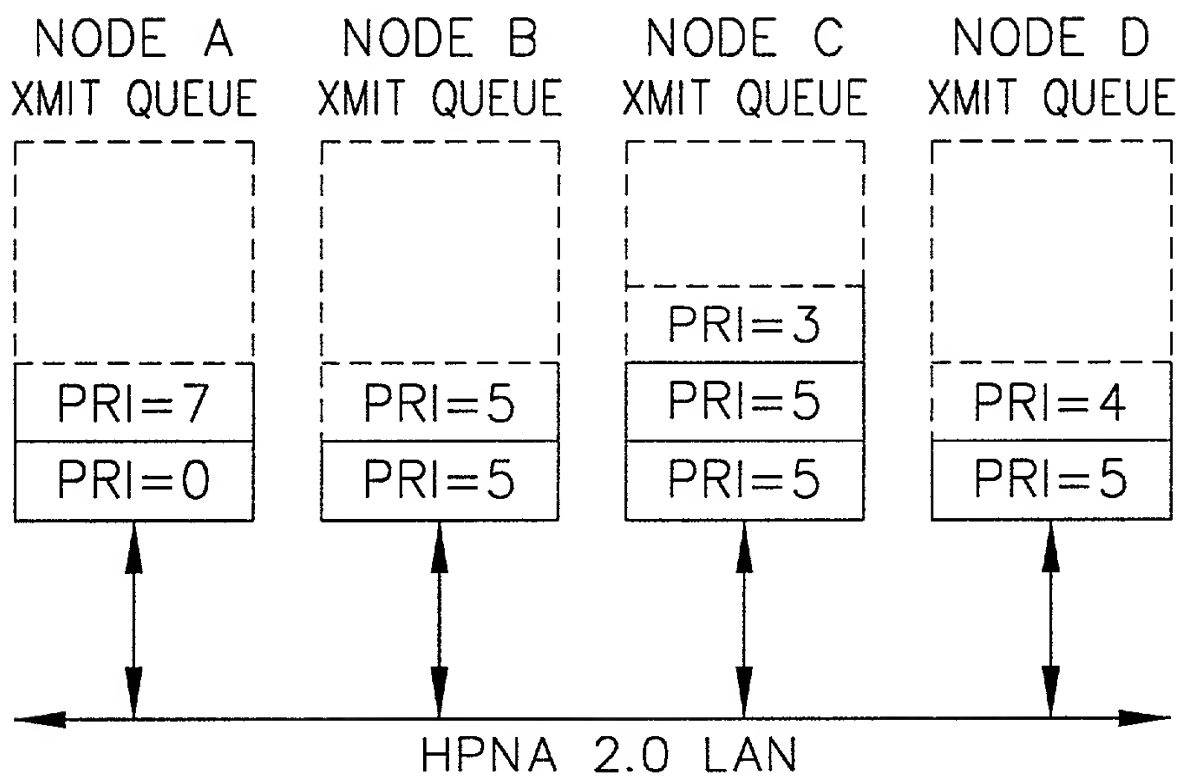 NODE A NODE B NODE C NODE D
XMIT QUEUE XMIT QUEUE XMIT QUEUE XMIT QUEUE
PRI=3
PRI=7 PRI=5 PRI=5 PRI=4
PRI=0 PRI=5 PRI=5 PRI=5
HPNA 2.0 LAN